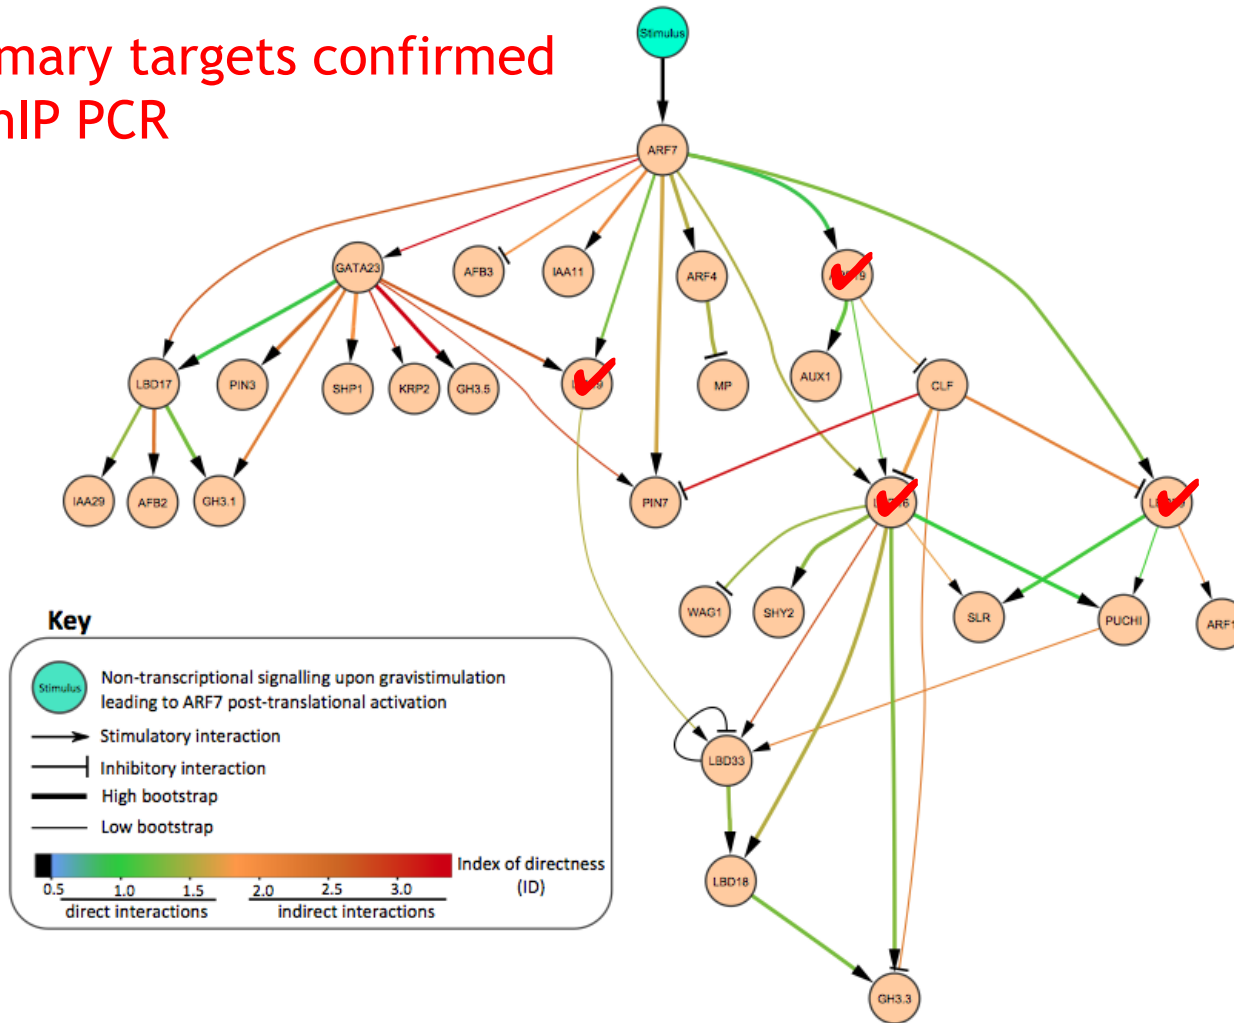 mary targets confirmed
nIP PCR
Stimulus
ARF7
GATA23
AFB3
IAA11
ARF4
LBD17
PIN3
SHP1
KRP2
GH3.5
MP
AUX1
CLF
IAA29
AFB2
GH3.1
PIN7
WAG1
SHY2
SLR
PUCHI
ARF1
LBD33
LBD18
GH3.3
Key
Stimulus
Non-transcriptional signalling upon gravistimulation
leading to ARF7 post-translational activation
Stimulatory interaction
Inhibitory interaction
High bootstrap
Low bootstrap
Index of directness
(ID)
0.5 1.0 1.5 2.0 2.5 3.0
direct interactions indirect interactions